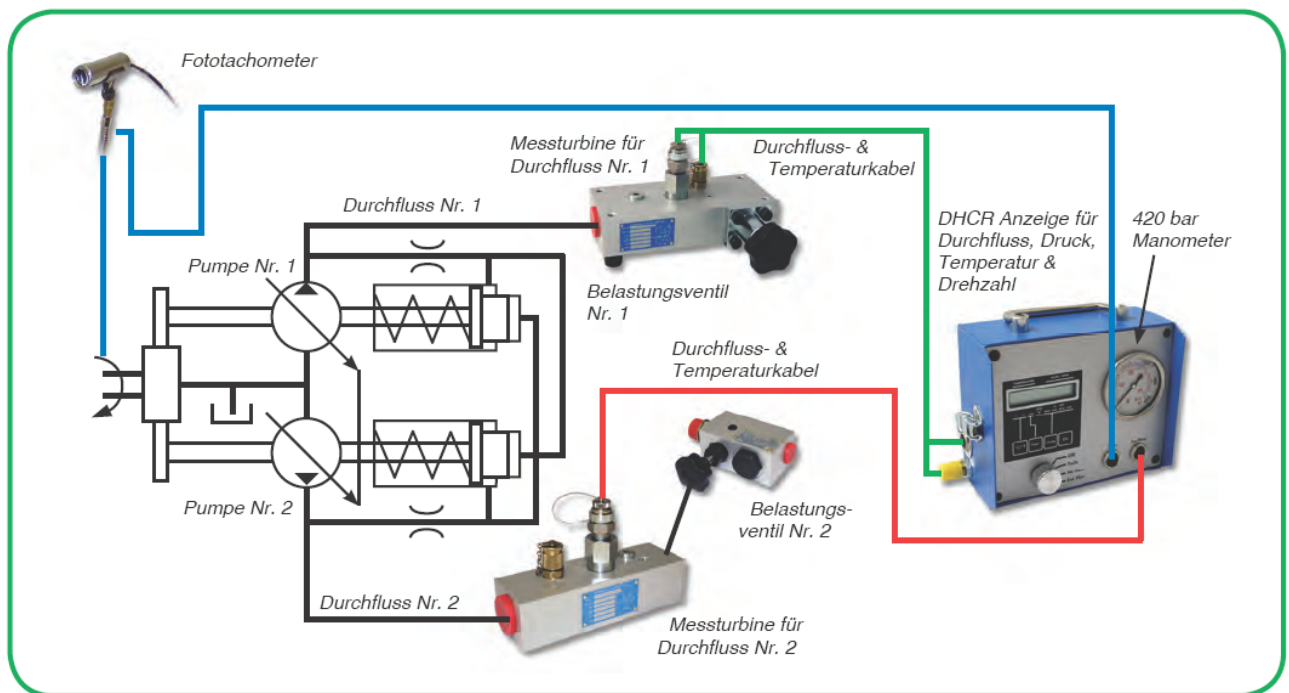 Fototachometer
Messturbine für
Durchfluss Nr. 1
Durchfluss- &
Temperaturkabel
Durchfluss Nr. 1
DHCR Anzeige für
Durchfluss, Druck,
Temperatur &
Drehzahl
420 bar
Manometer
Pumpe Nr. 1
Belastungsventil
Nr. 1
Durchfluss- &
Temperaturkabel
Pumpe Nr. 2
Belastungs-
ventil Nr. 2
Durchfluss Nr. 2
Messturbine für
Durchfluss Nr. 2